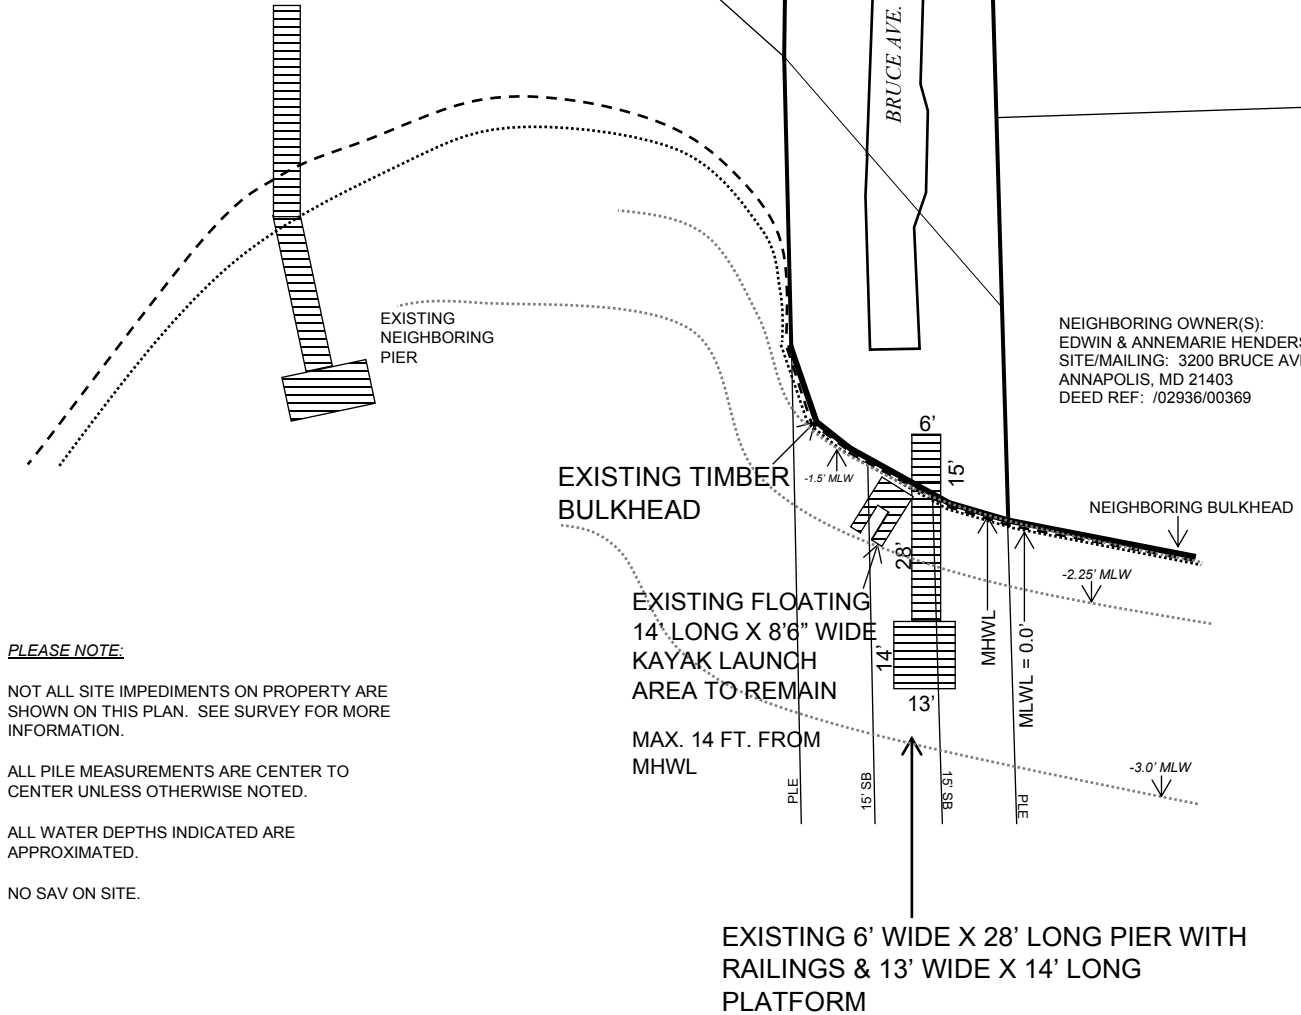 BRUCE AVE.
EXISTING
NEIGHBORING
PIER
NEIGHBORING OWNER(S):
EDWIN & ANNEMARIE HENDERS
SITE/MAILING: 3200 BRUCE AV
ANNAPOLIS, MD 21403
DEED REF: /02936/00369
6'
15'
EXISTING TIMBER
BULKHEAD
-1.5' MLW
NEIGHBORING BULKHEAD
28'
-2.25' MLW
EXISTING FLOATING
14' LONG X 8'6" WIDE
KAYAK LAUNCH
AREA TO REMAIN
MAX. 14 FT. FROM
MHWL
14'
13'
MHWL
MLWL = 0.0'
-3.0' MLW
PLE
15' SB
15' SB
PLE
PLEASE NOTE:
NOT ALL SITE IMPEDIMENTS ON PROPERTY ARE
SHOWN ON THIS PLAN. SEE SURVEY FOR MORE
INFORMATION.
ALL PILE MEASUREMENTS ARE CENTER TO
CENTER UNLESS OTHERWISE NOTED.
ALL WATER DEPTHS INDICATED ARE
APPROXIMATED.
NO SAV ON SITE.
EXISTING 6' WIDE X 28' LONG PIER WITH
RAILINGS & 13' WIDE X 14' LONG
PLATFORM